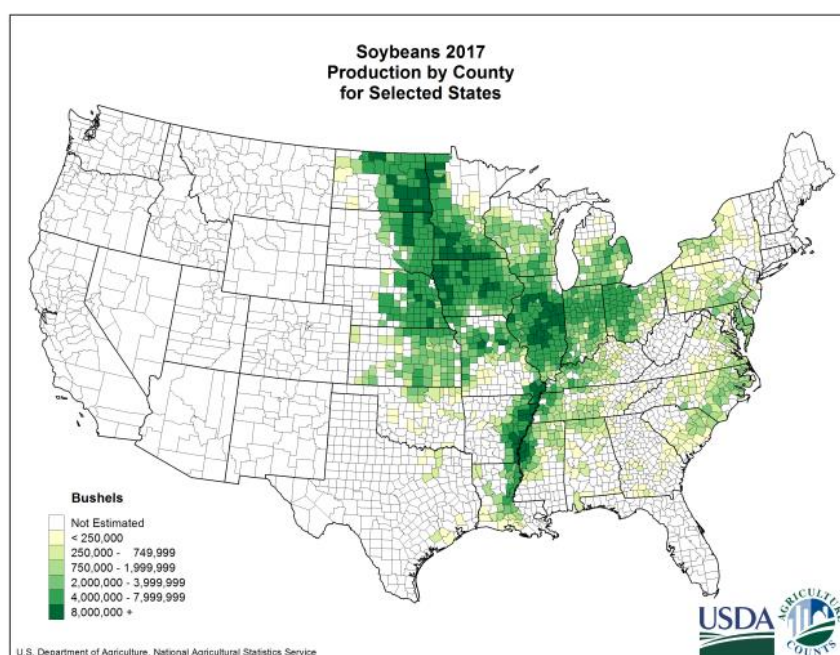 Soybeans 2017
Production by County
for Selected States
Bushels
Not Estimated
< 250,000
250,000 - 749,999
750,000 - 1,999,999
2,000,000 - 3,999,999
4,000,000 - 7,999,999
8,000,000 +
USDA
AGRICULTURE
COUNTS
U.S. Department of Agriculture, National Agricultural Statistics Service